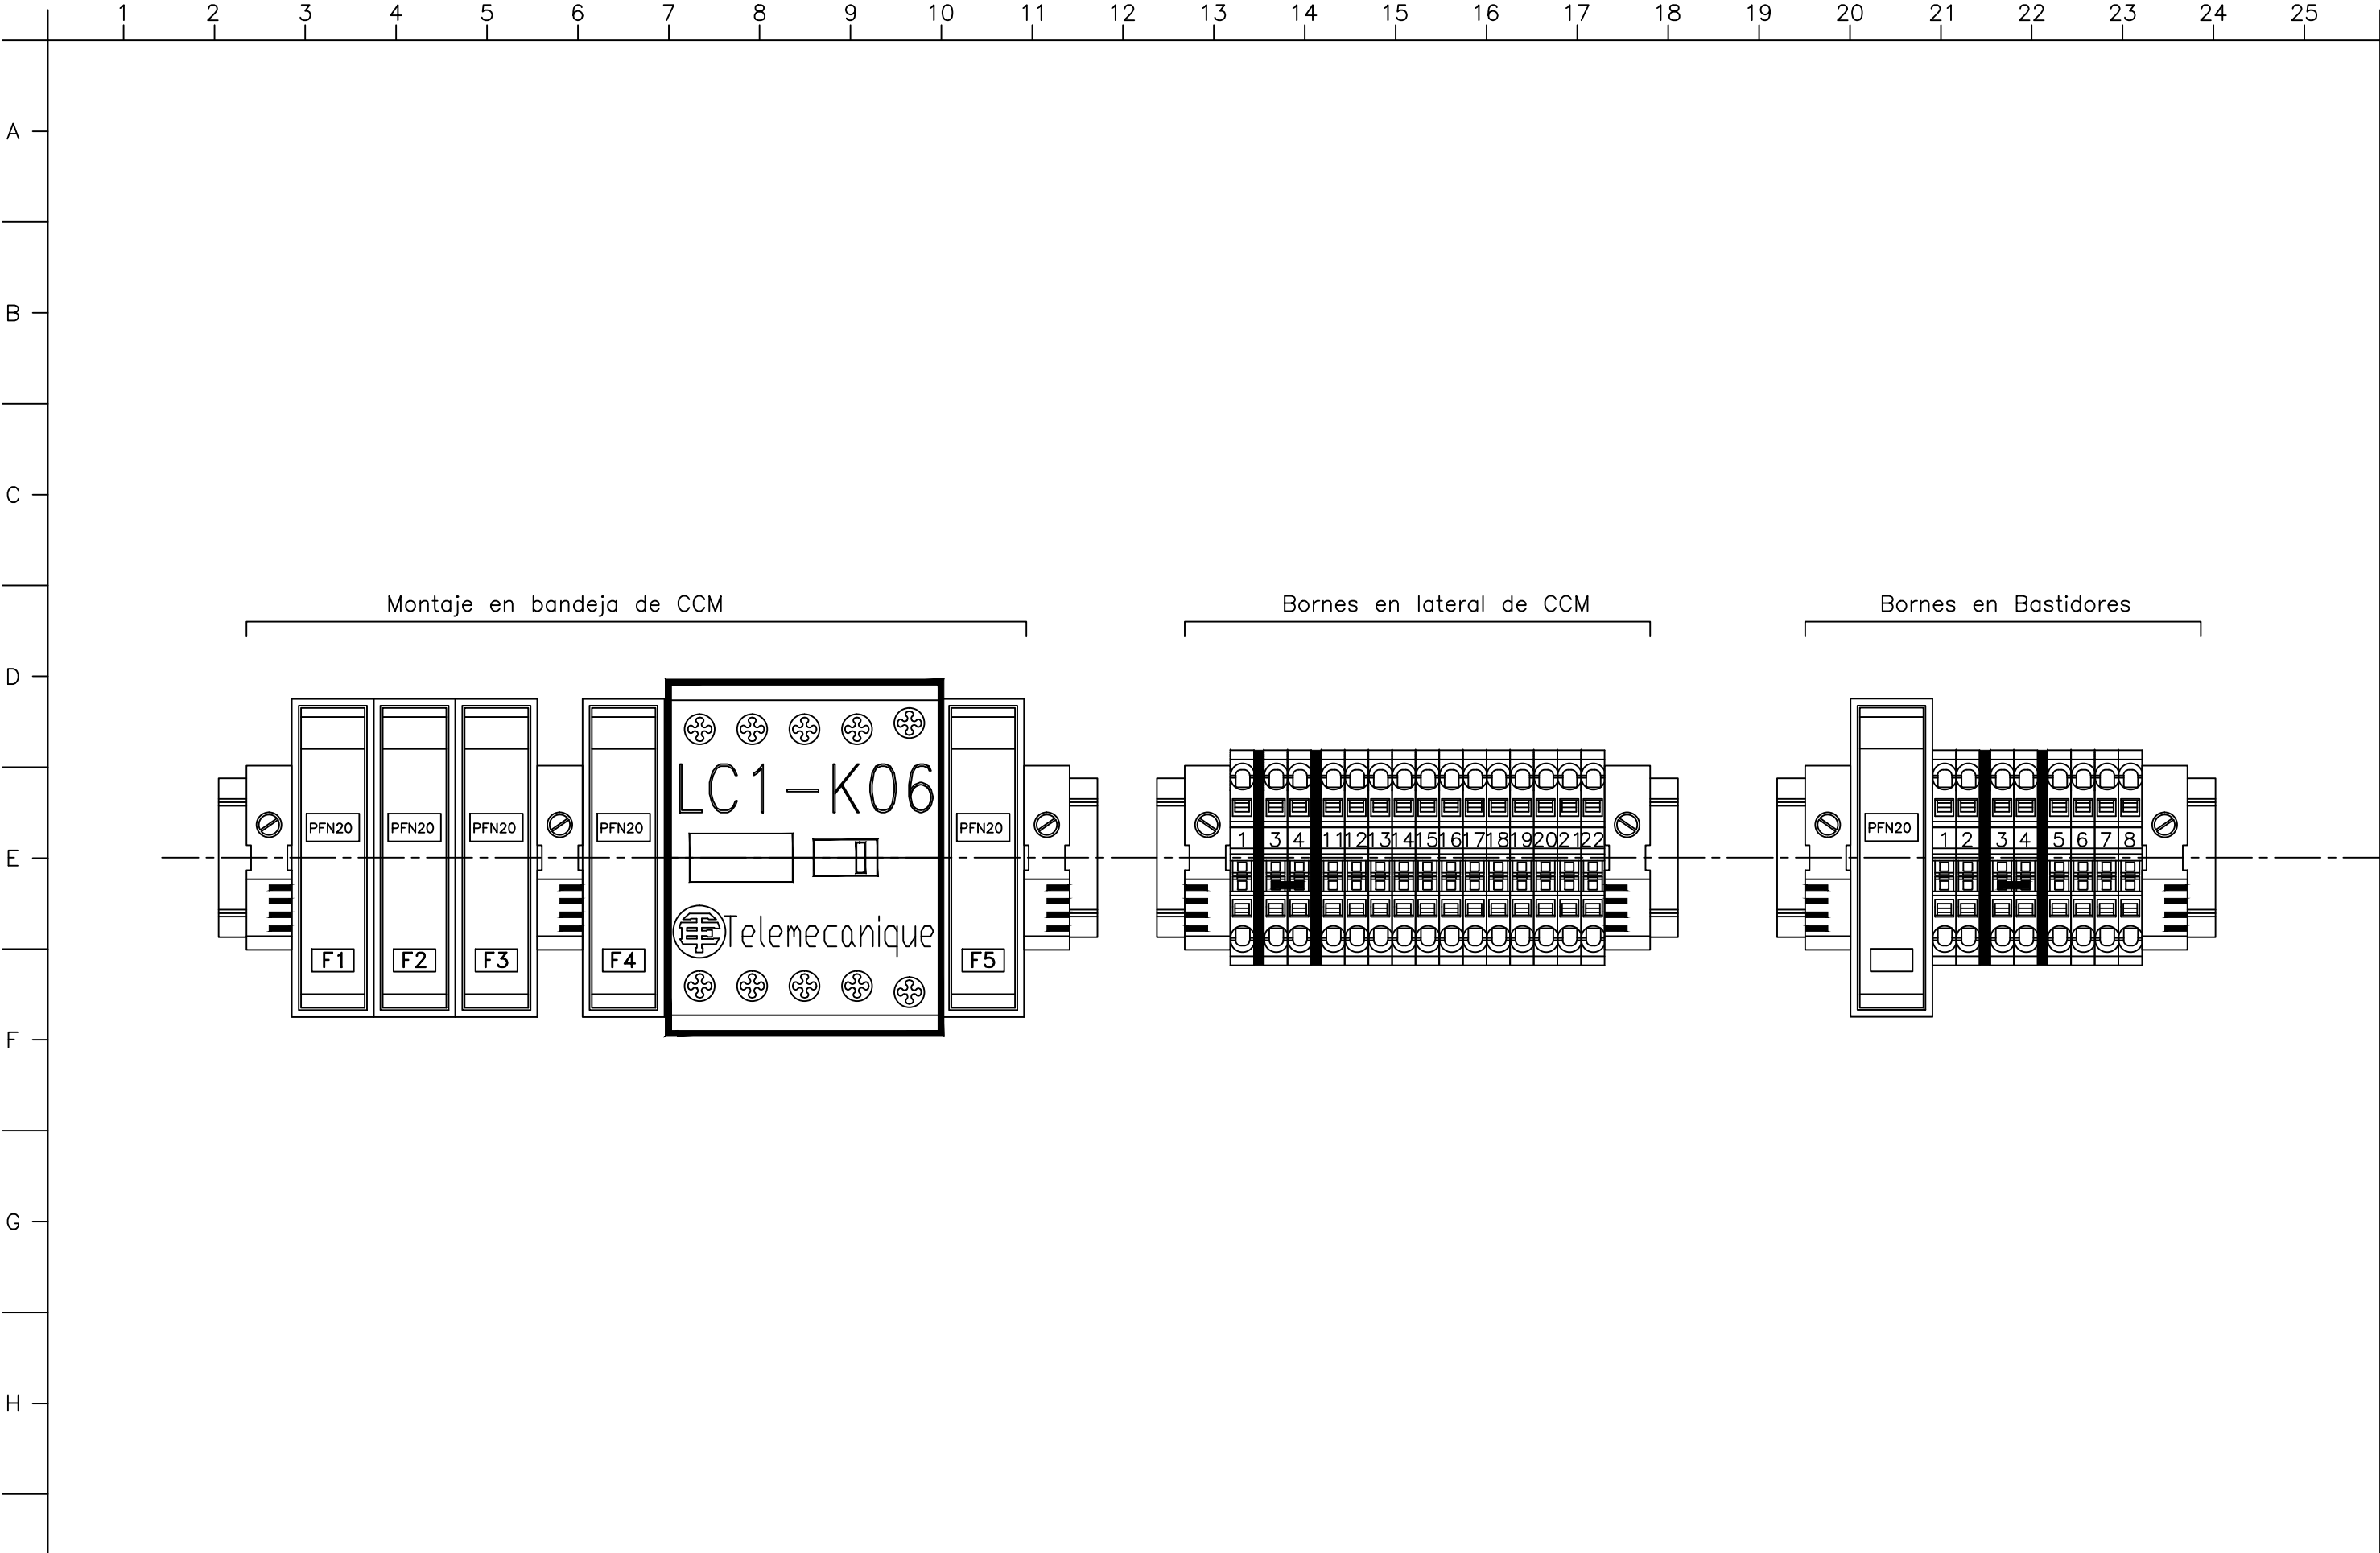 1 2 3 4 5 6 7 8 9 10 11 12 13 14 15 16 17 18 19 20 21 22 23 24 25
A
B
C
Montaje en bandeja de CCM
Bornes en lateral de CCM
Bornes en Bastidores
D
LC1-K06
PFN20 PFN20 PFN20 PFN20 PFN20 PFN20
1 3 4 11 12 13 14 15 16 17 18 19 20 21 22
1 2 3 4 5 6 7 8
E
Telemecanique
F1 F2 F3 F4 F5
F
G
H